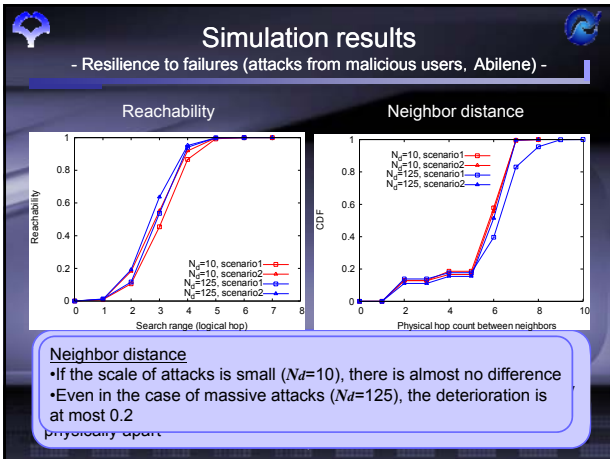 Simulation results
- Resilience to failures (attacks from malicious users, Abilene) -
Reachability
Neighbor distance
1
0.8
0.6
0.4
0.2
0
Reachability
Nd=10, scenario1
Nd=10, scenario2
Nd=125, scenario1
Nd=125, scenario2
0 1 2 3 4 5 6 7 8
Search range (logical hop)
1
0.8
0.6
0.4
0.2
0
CDF
Nd=10, scenario1
Nd=10, scenario2
Nd=125, scenario1
Nd=125, scenario2
0 2 4 6 8 10
Physical hop count between neighbors
Neighbor distance
•If the scale of attacks is small (Nd=10), there is almost no difference
•Even in the case of massive attacks (Nd=125), the deterioration is
at most 0.2
physically apart